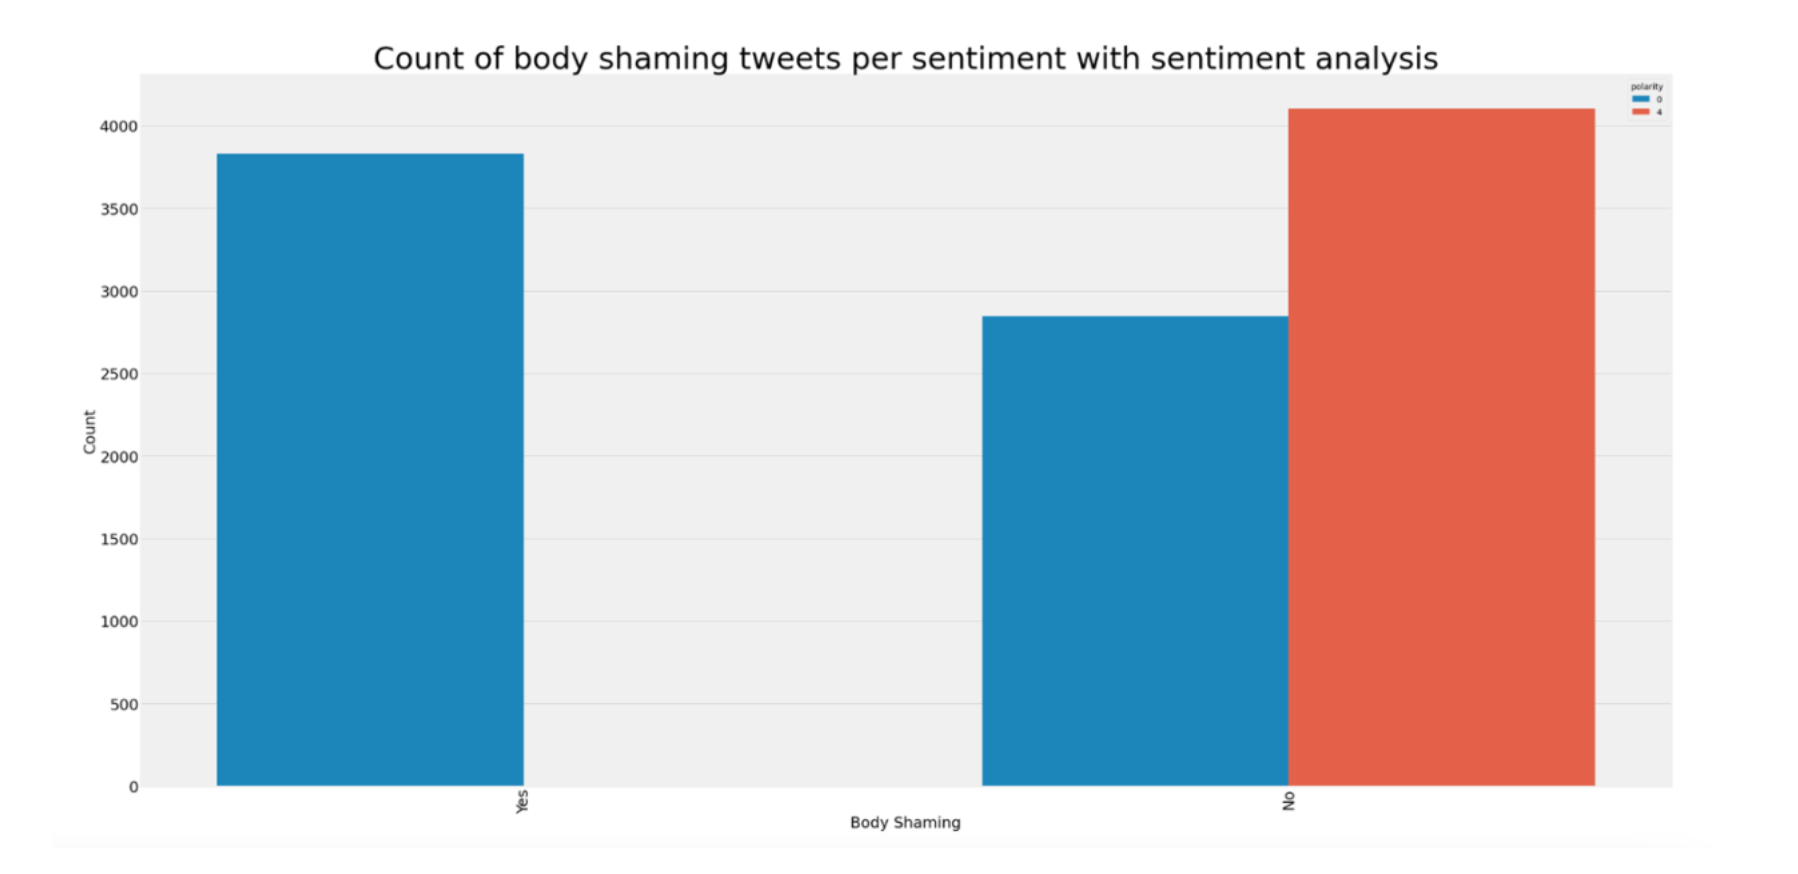 Count of body shaming tweets per sentiment with sentiment analysis
polarity
0
4
4000
3500
3000
2500
2000
1500
1000
500
0
Count
Yes
No
Body Shaming